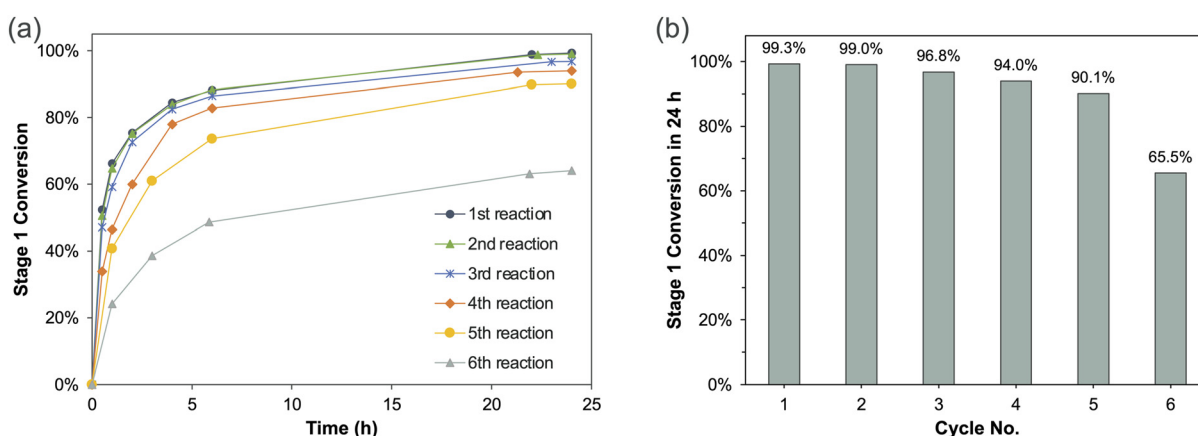 (a)
100%
80%
60%
40%
20%
0%
Stage 1 Conversion
0 5 10 15 20 25
Time (h)
1st reaction
2nd reaction
3rd reaction
4th reaction
5th reaction
6th reaction
(b)
100%
80%
60%
40%
20%
0%
Stage 1 Conversion in 24 h
99.3% 99.0% 96.8% 94.0% 90.1% 65.5%
1 2 3 4 5 6
Cycle No.